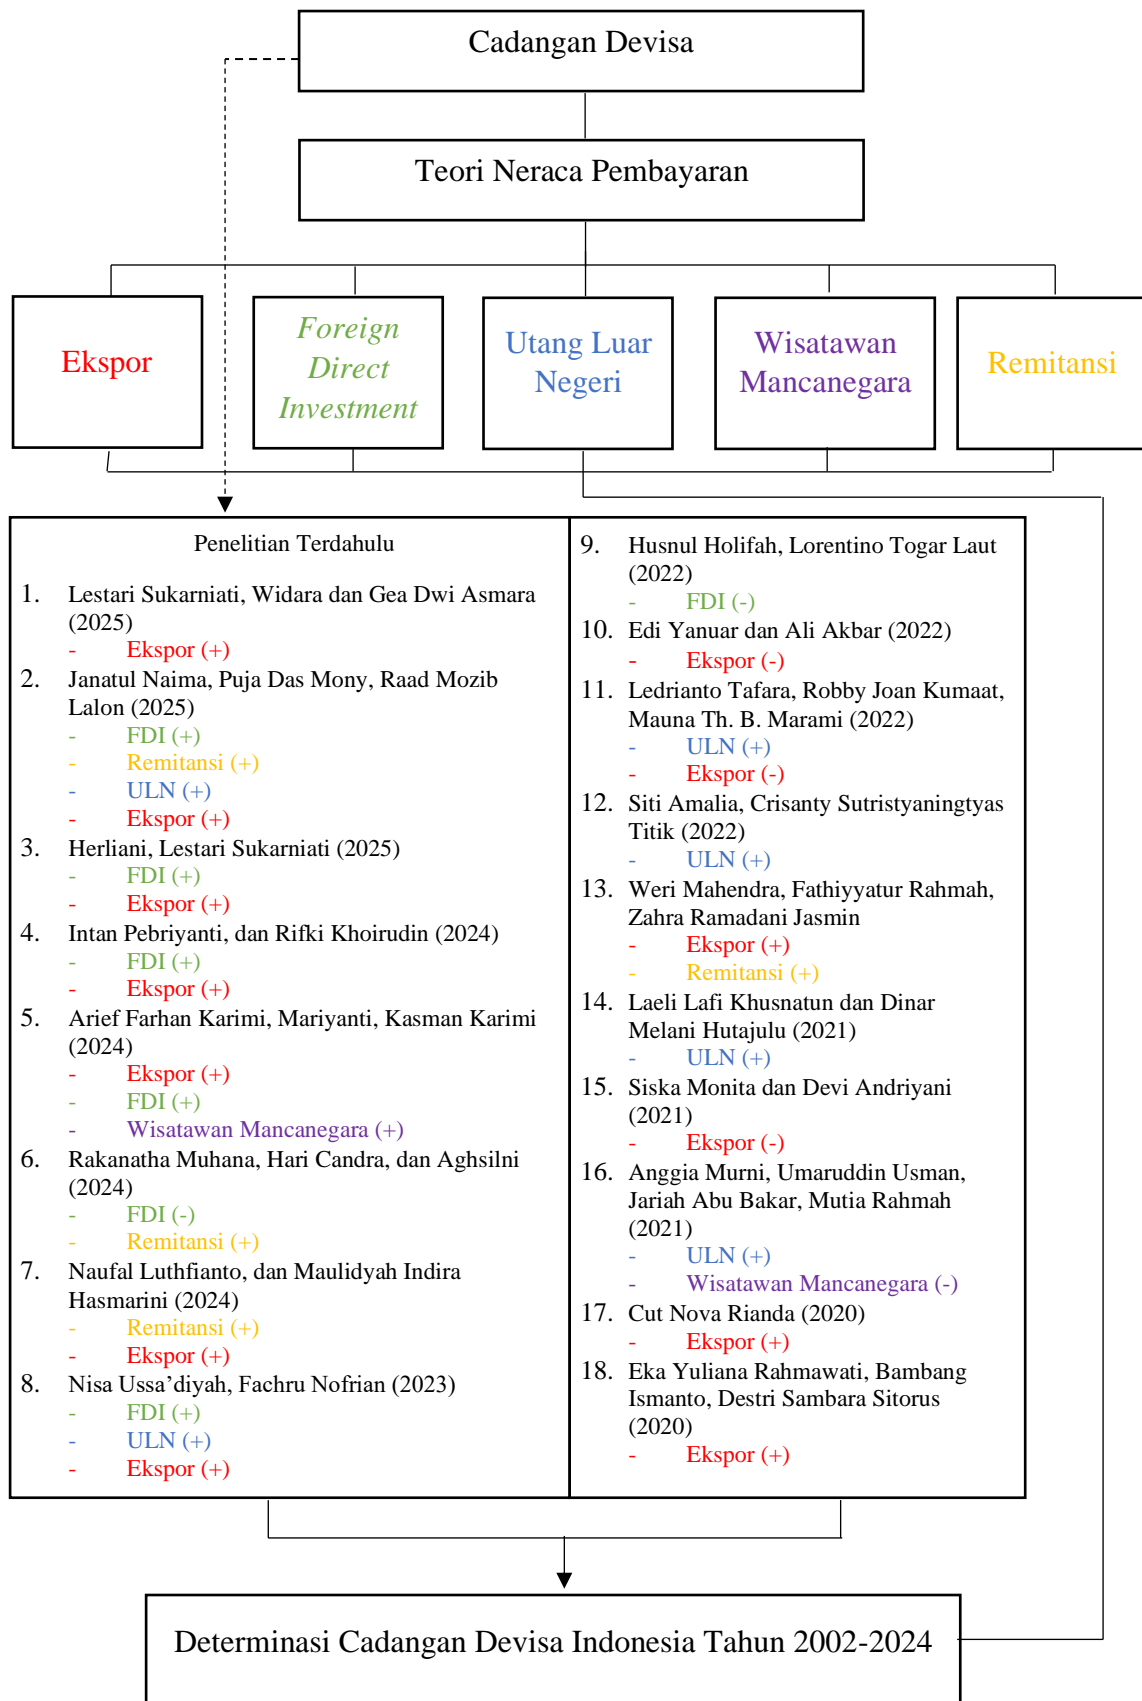 Cadangan Devisa
Teori Neraca Pembayaran
Ekspor
Foreign
Direct
Investment
Utang Luar
Negeri
Wisatawan
Mancanegara
Remitansi
Penelitian Terdahulu
1. Lestari Sukarniati, Widara dan Gea Dwi Asmara
(2025)
- Ekspor (+)
2. Janatul Naima, Puja Das Mony, Raad Mozib
Lalon (2025)
- FDI (+)
- Remitansi (+)
- ULN (+)
- Ekspor (+)
3. Herliani, Lestari Sukarniati (2025)
- FDI (+)
- Ekspor (+)
4. Intan Pebriyanti, dan Rifki Khoirudin (2024)
- FDI (+)
- Ekspor (+)
5. Arief Farhan Karimi, Mariyanti, Kasman Karimi
(2024)
- Ekspor (+)
- FDI (+)
- Wisatawan Mancanegara (+)
6. Rakanatha Muhana, Hari Candra, dan Aghsilni
(2024)
- FDI (-)
- Remitansi (+)
7. Naufal Luthfianto, dan Maulidyah Indira
Hasmarini (2024)
- Remitansi (+)
- Ekspor (+)
8. Nisa Ussa’diyah, Fachru Nofrian (2023)
- FDI (+)
- ULN (+)
- Ekspor (+)
9. Husnul Holifah, Lorentino Togar Laut
(2022)
- FDI (-)
10. Edi Yanuar dan Ali Akbar (2022)
- Ekspor (-)
11. Ledrianto Tafara, Robby Joan Kumaat,
Mauna Th. B. Marami (2022)
- ULN (+)
- Ekspor (-)
12. Siti Amalia, Crisanty Sutristyaningtyas
Titik (2022)
- ULN (+)
13. Weri Mahendra, Fathiyyatur Rahmah,
Zahra Ramadani Jasmin
- Ekspor (+)
- Remitansi (+)
14. Laeli Lafi Khusnatun dan Dinar
Melani Hutajulu (2021)
- ULN (+)
15. Siska Monita dan Devi Andriyani
(2021)
- Ekspor (-)
16. Anggia Murni, Umaruddin Usman,
Jariah Abu Bakar, Mutia Rahmah
(2021)
- ULN (+)
- Wisatawan Mancanegara (-)
17. Cut Nova Rianda (2020)
- Ekspor (+)
18. Eka Yuliana Rahmawati, Bambang
Ismanto, Destri Sambara Sitorus
(2020)
- Ekspor (+)
Determinasi Cadangan Devisa Indonesia Tahun 2002-2024